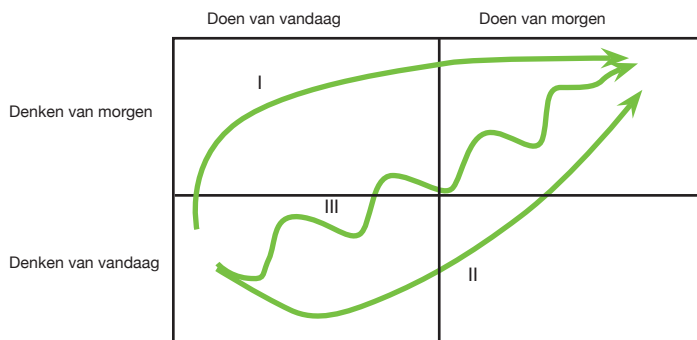 Doen van vandaag
Doen van morgen
I
Denken van morgen
III
Denken van vandaag
II